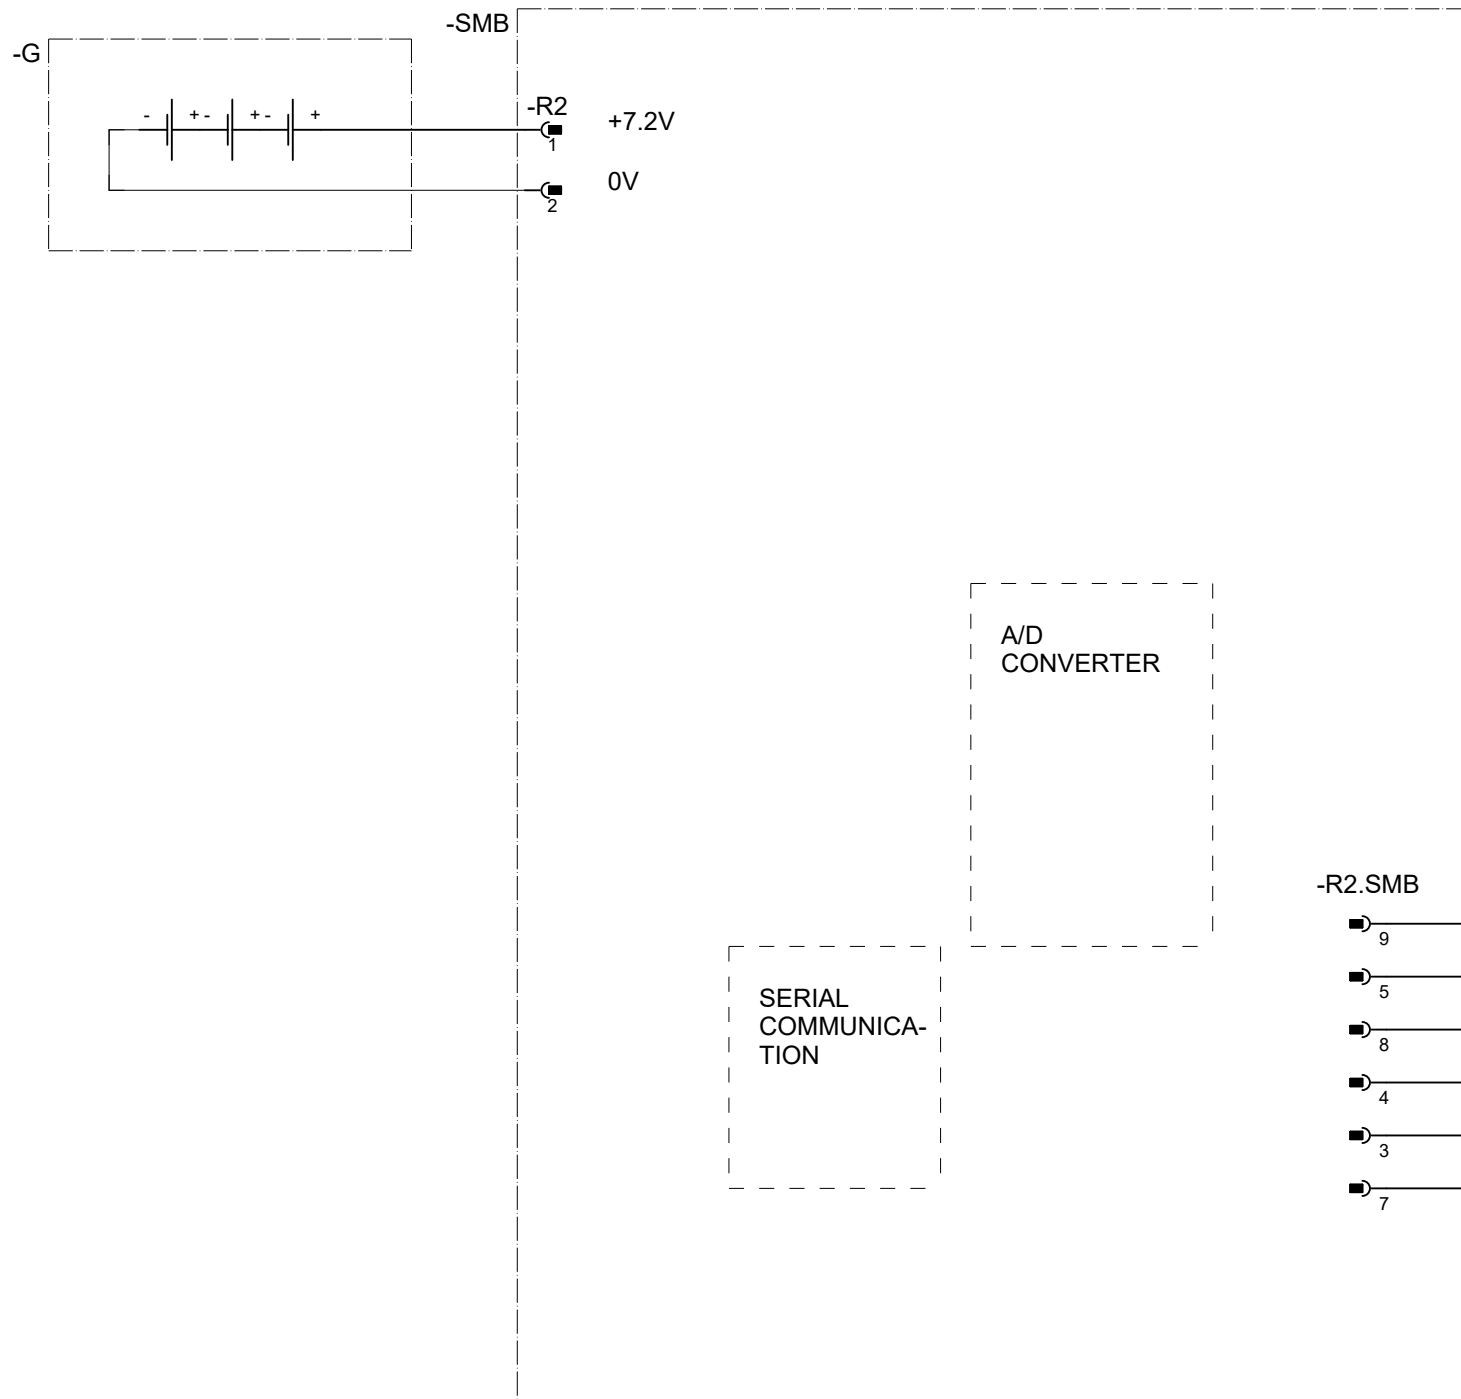 -SMB
-G
- + - + - +
-R2
+7.2V
1
0V
2
A/D
CONVERTER
-R2.SMB
9
SERIAL
COMMUNICA-
TION
5
8
4
3
7